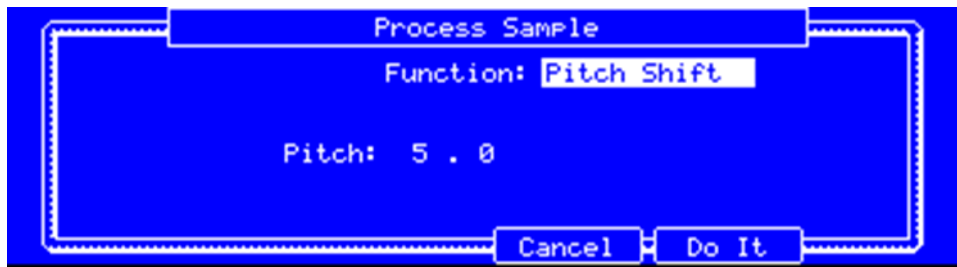 Process Sample
Function: Pitch Shift
Pitch: 5 . 0
Cancel Do It